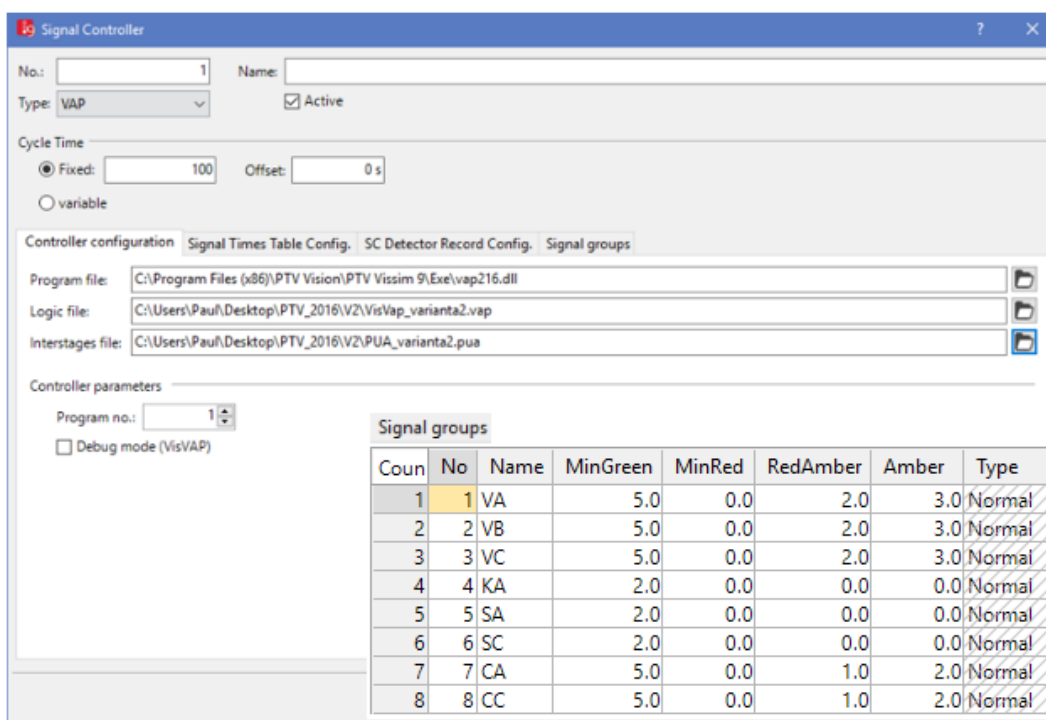 Signal Controller ? ×
No.: 1 Name:
Type: VAP Active
Cycle Time
Fixed: 100 Offset: 0 s
variable
Controller configuration Signal Times Table Config. SC Detector Record Config. Signal groups
Program file: C:\Program Files (x86)\PTV Vision\PTV Vissim 9\Exe\vap216.dll
Logic file: C:\Users\Paul\Desktop\PTV_2016\V2\VisVap_varianta2.vap
Interstages file: C:\Users\Paul\Desktop\PTV_2016\V2\PUA_varianta2.pua
Controller parameters
Program no.: 1
Debug mode (VisVAP)
Signal groups
Coun No Name MinGreen MinRed RedAmber Amber Type
1 1 VA 5.0 0.0 2.0 3.0 Normal
2 2 VB 5.0 0.0 2.0 3.0 Normal
3 3 VC 5.0 0.0 2.0 3.0 Normal
4 4 KA 2.0 0.0 0.0 0.0 Normal
5 5 SA 2.0 0.0 0.0 0.0 Normal
6 6 SC 2.0 0.0 0.0 0.0 Normal
7 7 CA 5.0 0.0 1.0 2.0 Normal
8 8 CC 5.0 0.0 1.0 2.0 Normal